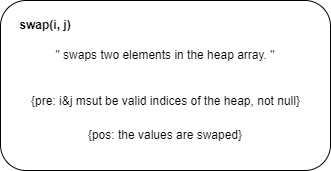 swap(i, j)
" swaps two elements in the heap array. "
{pre: i&j msut be valid indices of the heap, not null}
{pos: the values are swaped}